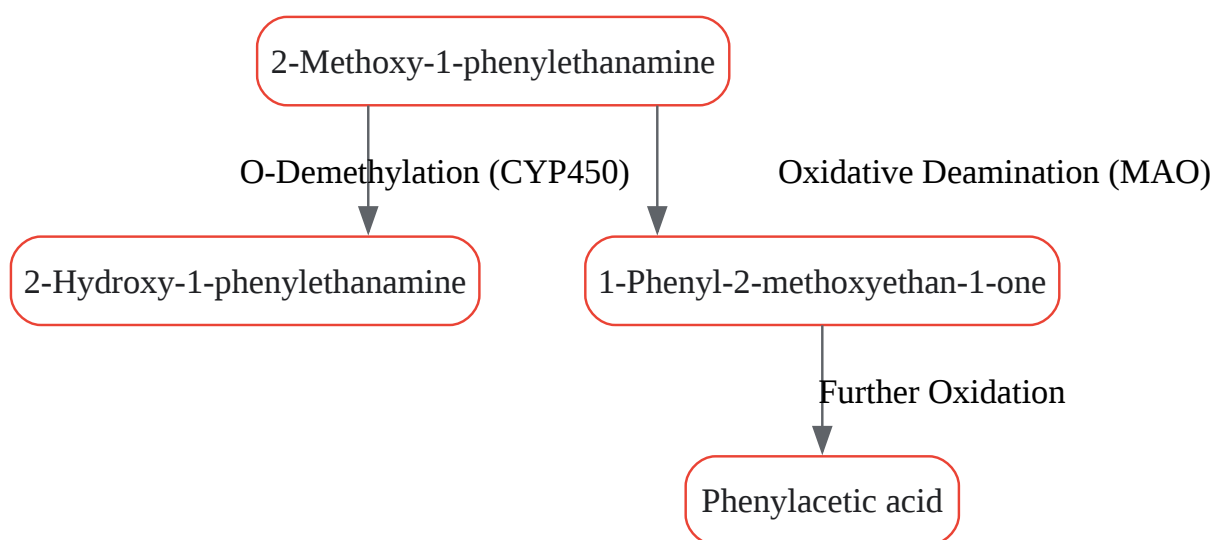 2-Methoxy-1-phenylethanamine
O-Demethylation (CYP450)
Oxidative Deamination (MAO)
2-Hydroxy-1-phenylethanamine
1-Phenyl-2-methoxyethan-1-one
Further Oxidation
Phenylacetic acid